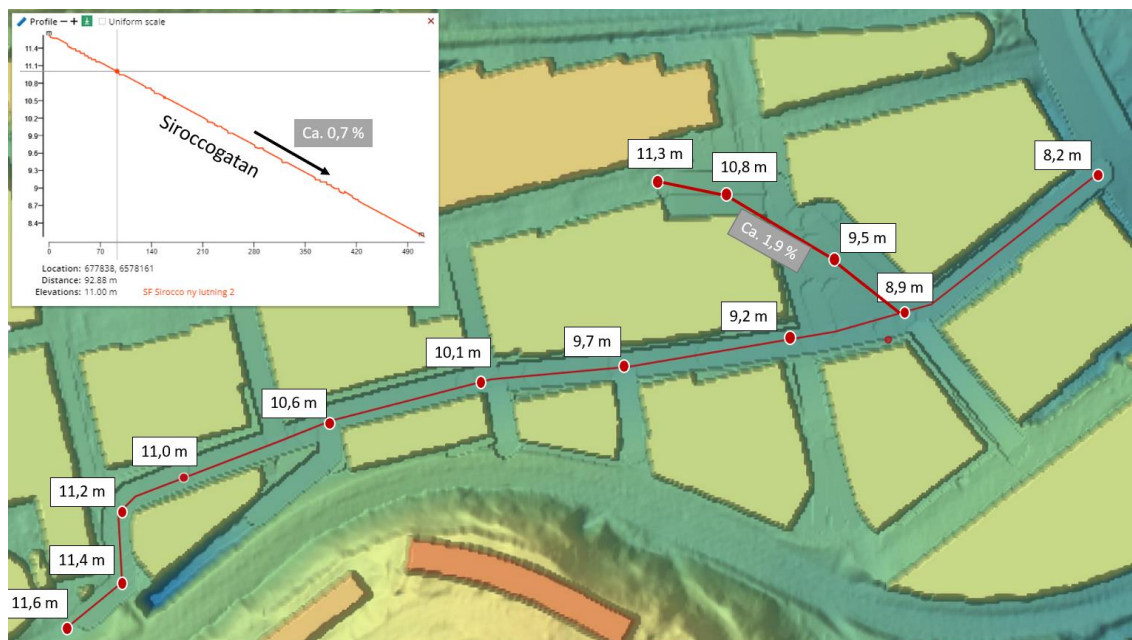 Profile
Uniform scale
m
11.4
11.1
10.8
10.5
10.2
9.9
9.6
9.3
9
8.7
8.4
0 70 140 210 280 350 420 490
m
Siroccogatan
Ca. 0,7 %
Location: 677838, 6578161
Distance: 92.88 m
Elevations: 11.00 m SF Sirocco ny lutning 2
11,3 m
10,8 m
8,2 m
Ca. 1,9 %
9,5 m
8,9 m
9,2 m
9,7 m
10,1 m
10,6 m
11,0 m
11,2 m
11,4 m
11,6 m